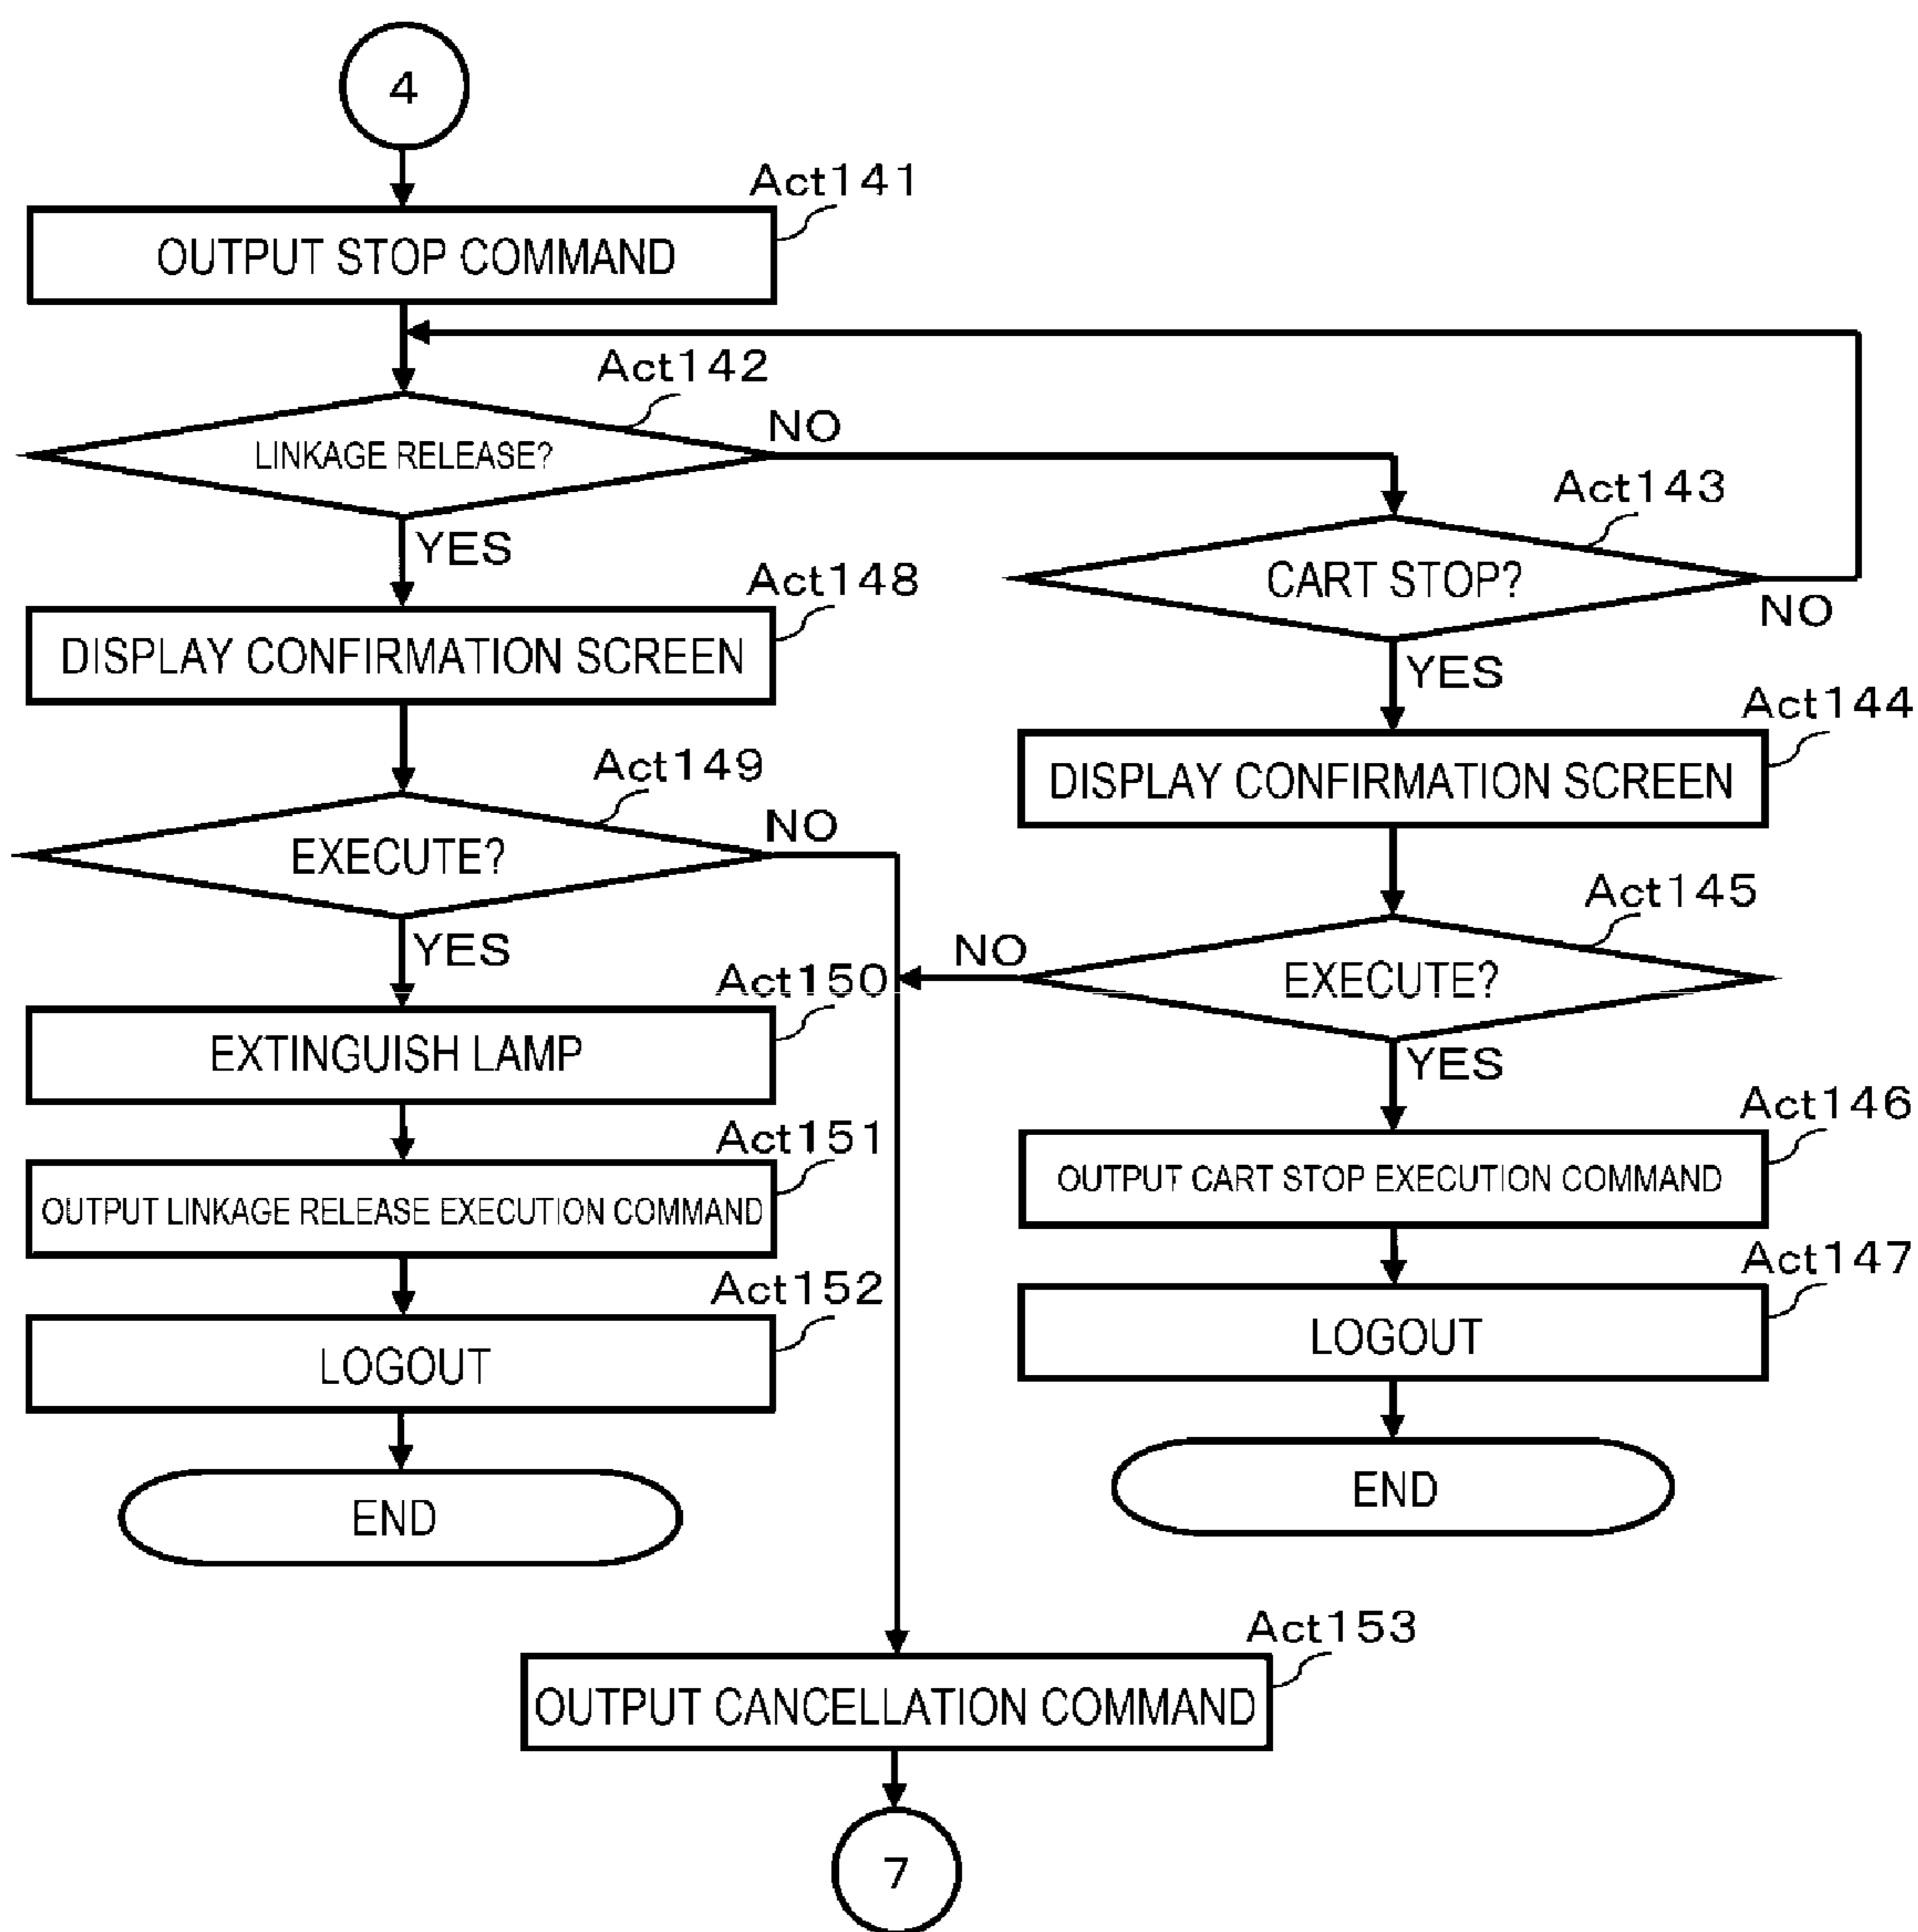 4
Act141
OUTPUT STOP COMMAND
Act142
LINKAGE RELEASE?
NO
YES
Act143
CART STOP?
NO
YES
Act148
DISPLAY CONFIRMATION SCREEN
Act144
DISPLAY CONFIRMATION SCREEN
Act149
EXECUTE?
NO
YES
Act145
EXECUTE?
NO
YES
Act150
EXTINGUISH LAMP
Act151
OUTPUT LINKAGE RELEASE EXECUTION COMMAND
Act146
OUTPUT CART STOP EXECUTION COMMAND
Act152
LOGOUT
Act147
LOGOUT
END
END
Act153
OUTPUT CANCELLATION COMMAND
7